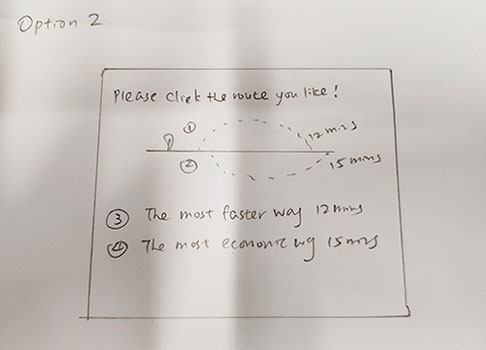 Option 2.
Please click the route you like!
① 12 mins
② 15 mins
③ The most faster way 12 mins
④ The most economic wy 15 mins